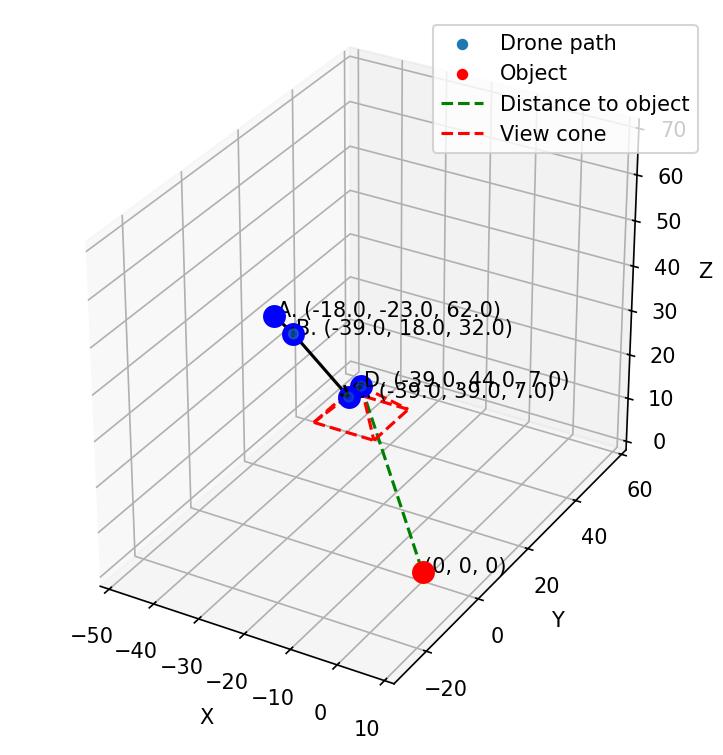 Drone path
Object
Distance to object
View cone
70
60
50
40
30
20
10
0
Z
A. (-18.0, -23.0, 62.0)
B. (-39.0, 18.0, 32.0)
D. (-39.0, 44.0, 7.0)
(-39.0, 39.0, 7.0)
(0, 0, 0)
60
40
20
0
−20
Y
−50
−40
−30
−20
−10
0
10
X